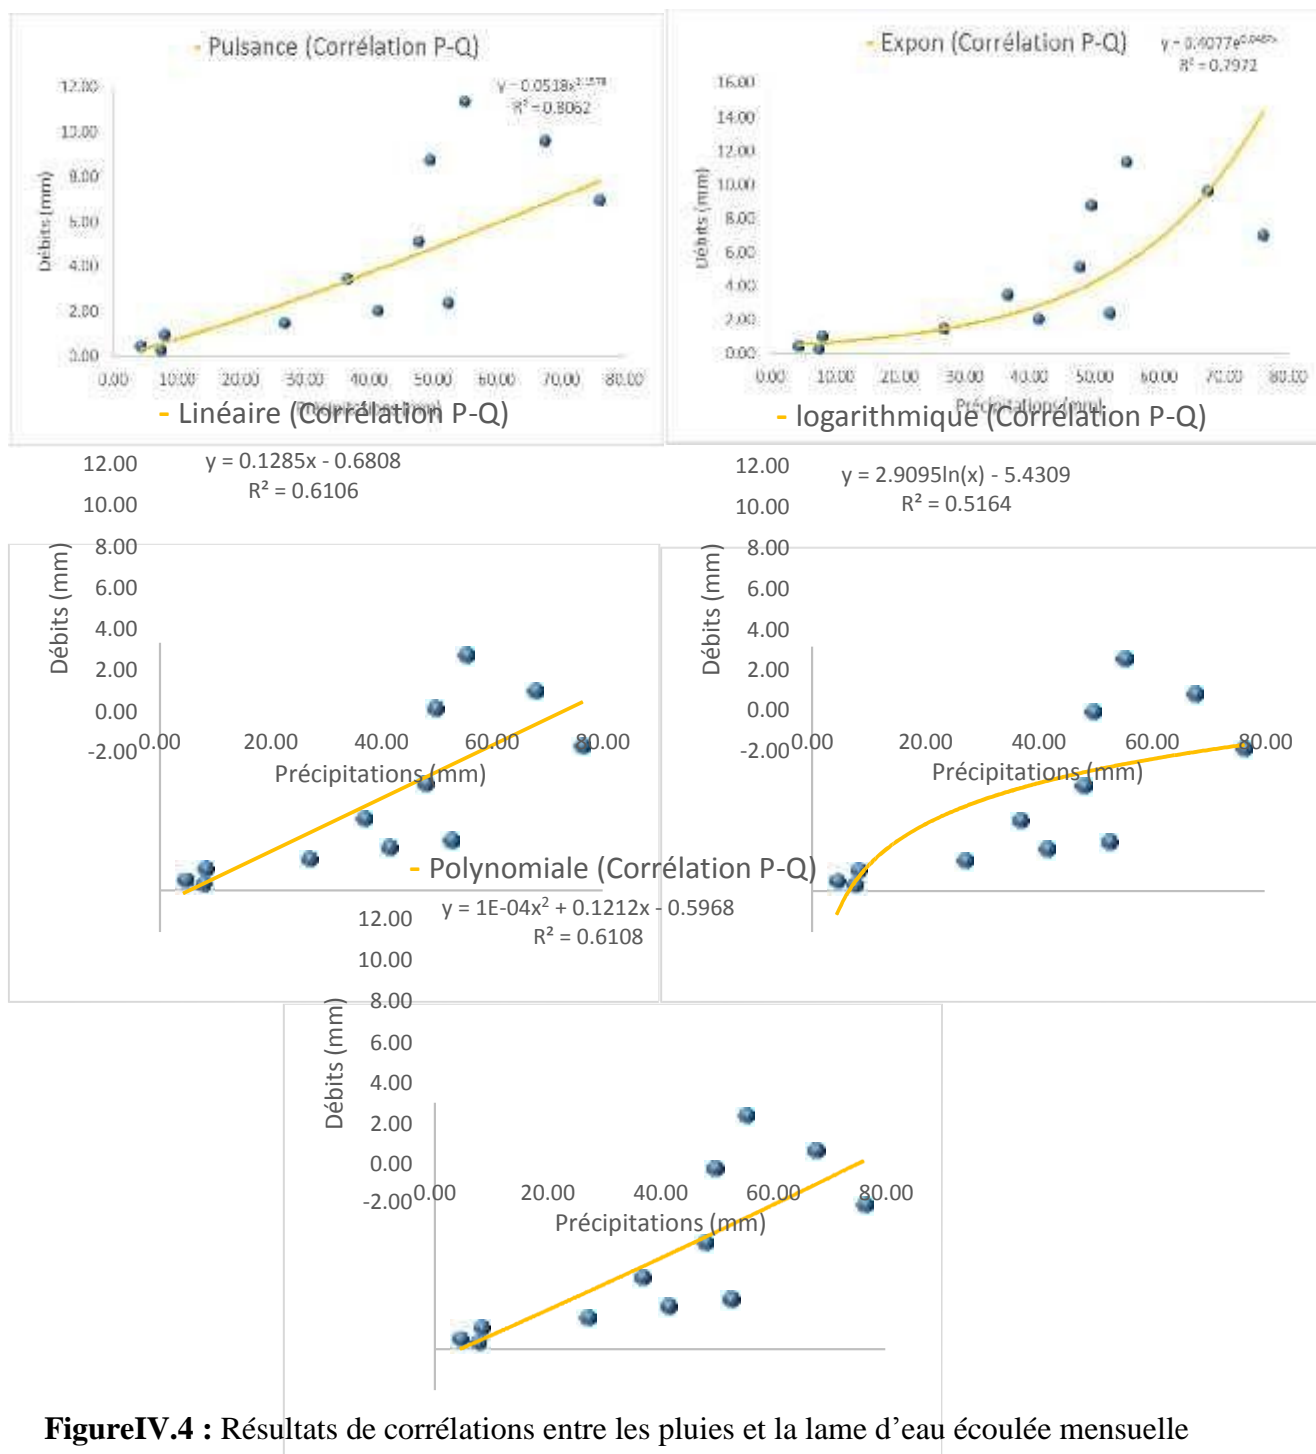 - Puisance (Corrélation P-Q)
R² = 0.8062
12.00
10.00
8.00
6.00
4.00
2.00
0.00
Débits (mm)
0.00 10.00 20.00 30.00 40.00 50.00 60.00 70.00 80.00
Précipitations (mm)
- Expon (Corrélation P-Q)
R² = 0.7972
16.00
14.00
12.00
10.00
8.00
6.00
4.00
2.00
0.00
Débits (mm)
0.00 10.00 20.00 30.00 40.00 50.00 60.00 70.00 80.00
Précipitations (mm)
- Linéaire (Corrélation P-Q)
y = 0.1285x - 0.6808
R² = 0.6106
12.00
10.00
8.00
6.00
4.00
2.00
0.00
-2.00
Débits (mm)
0.00 20.00 40.00 60.00 80.00
Précipitations (mm)
- logarithmique (Corrélation P-Q)
y = 2.9095ln(x) - 5.4309
R² = 0.5164
12.00
10.00
8.00
6.00
4.00
2.00
0.00
-2.00
Débits (mm)
0.00 20.00 40.00 60.00 80.00
Précipitations (mm)
- Polynomiale (Corrélation P-Q)
y = 1E-04x² + 0.1212x - 0.5968
R² = 0.6108
12.00
10.00
8.00
6.00
4.00
2.00
0.00
-2.00
Débits (mm)
0.00 20.00 40.00 60.00 80.00
Précipitations (mm)
FigureIV.4 : Résultats de corrélations entre les pluies et la lame d’eau écoulée mensuelle